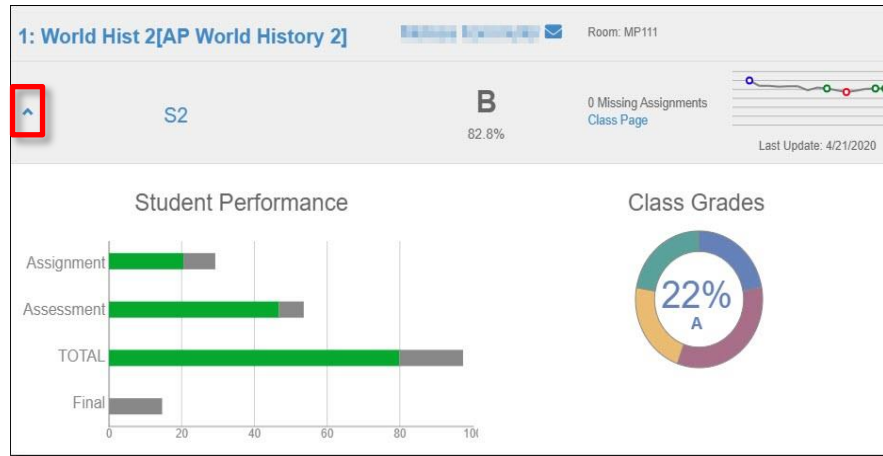 1: World Hist 2[AP World History 2]
Room: MP111
S2
B
82.8%
0 Missing Assignments
Class Page
Last Update: 4/21/2020
Student Performance
Assignment
Assessment
TOTAL
Final
0 20 40 60 80
Class Grades
22%
A